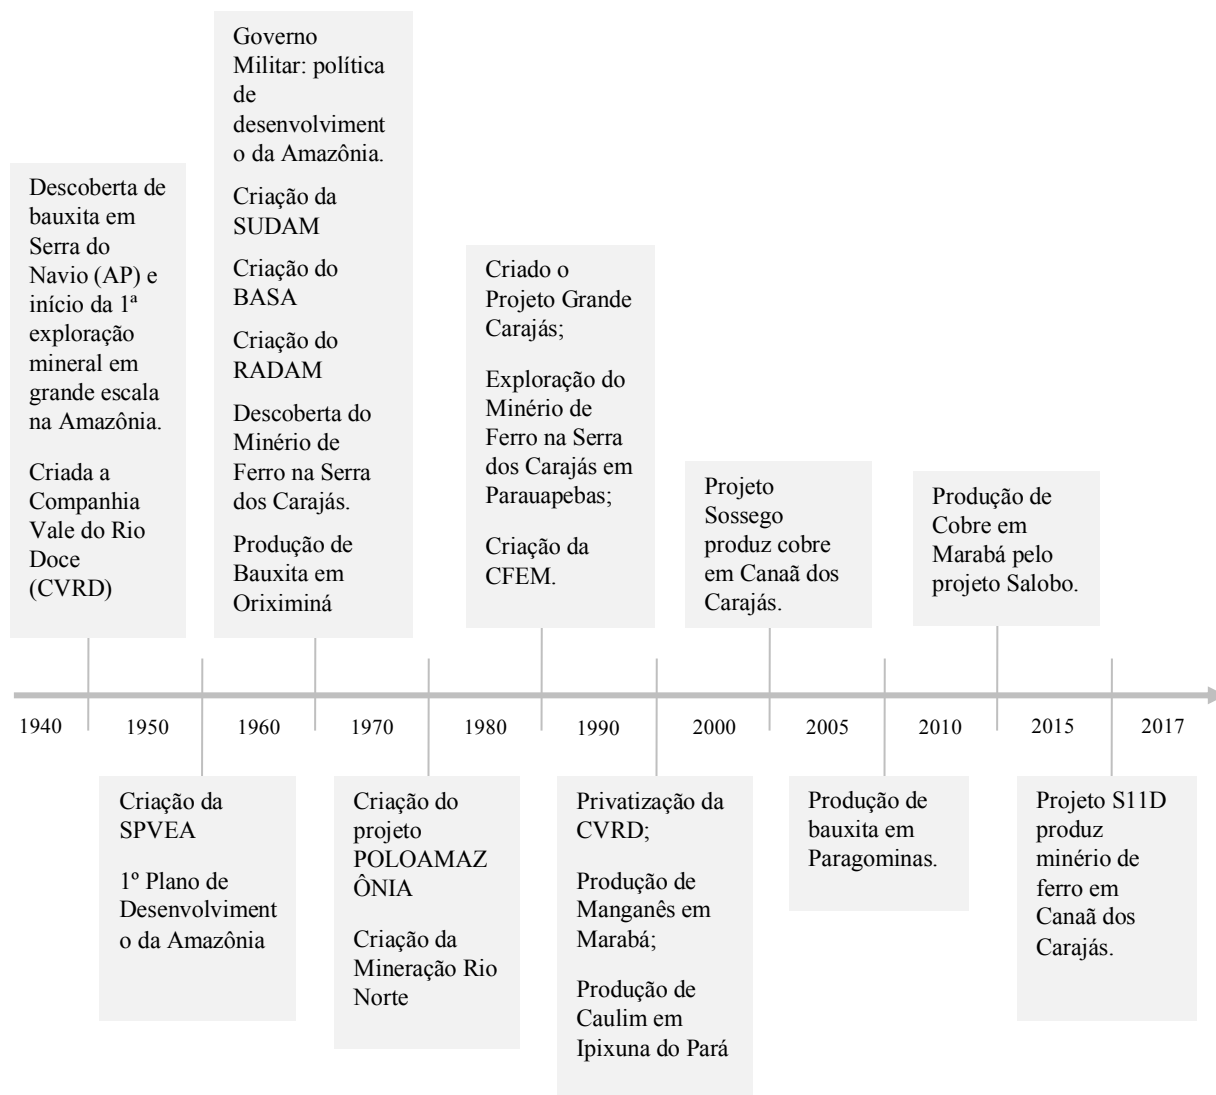 Governo
Militar: política
de
desenvolviment
o da Amazônia.
Criação da
SUDAM
Criação do
BASA
Criação do
RADAM
Descoberta do
Minério de
Ferro na Serra
dos Carajás.
Produção de
Bauxita em
Oriximiná
Descoberta de
bauxita em
Serra do
Navio (AP) e
início da 1ª
exploração
mineral em
grande escala
na Amazônia.
Criada a
Companhia
Vale do Rio
Doce
(CVRD)
Criado o
Projeto Grande
Carajás;
Exploração do
Minério de
Ferro na Serra
dos Carajás em
Parauapebas;
Criação da
CFEM.
Projeto
Sossego
produz cobre
em Canaã dos
Carajás.
Produção de
Cobre em
Marabá pelo
projeto Salobo.
1940 1950 1960 1970 1980 1990 2000 2005 2010 2015 2017
Criação da
SPVEA
1º Plano de
Desenvolviment
o da Amazônia
Criação do
projeto
POLOAMAZ
ÔNIA
Criação da
Mineração Rio
Norte
Privatização da
CVRD;
Produção de
Manganês em
Marabá;
Produção de
Caulim em
Ipixuna do Pará
Produção de
bauxita em
Paragominas.
Projeto S11D
produz
minério de
ferro em
Canaã dos
Carajás.